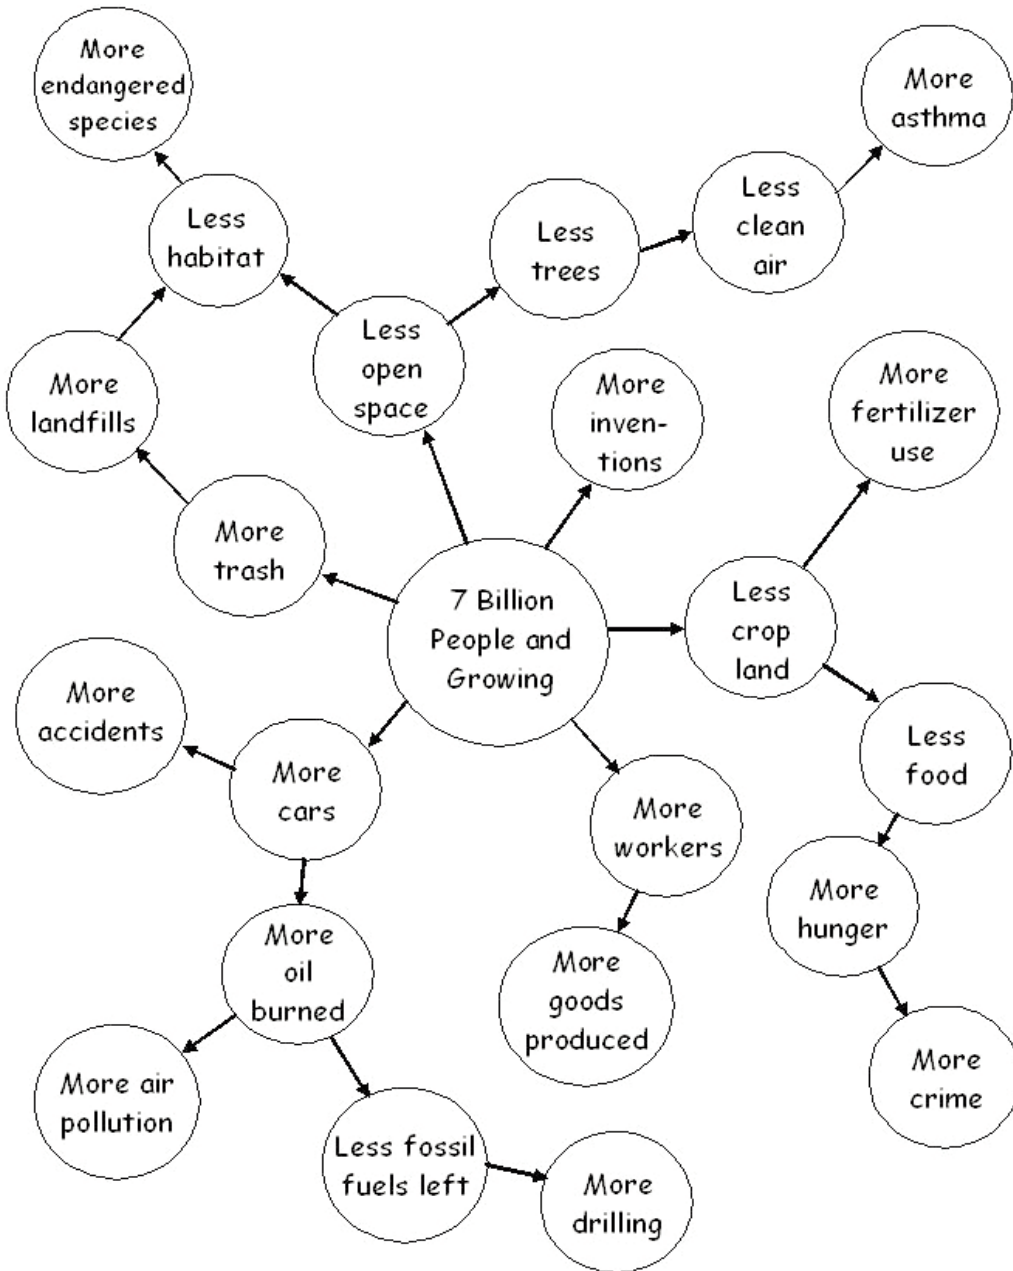 More
endangered
species
More
asthma
Less
habitat
Less
trees
Less
clean
air
Less
open
space
More
landfills
More
inven-
tions
More
fertilizer
use
More
trash
7 Billion
People and
Growing
Less
crop
land
More
accidents
More
cars
Less
food
More
workers
More
hunger
More
oil
burned
More
goods
produced
More air
pollution
More
crime
Less fossil
fuels left
More
drilling